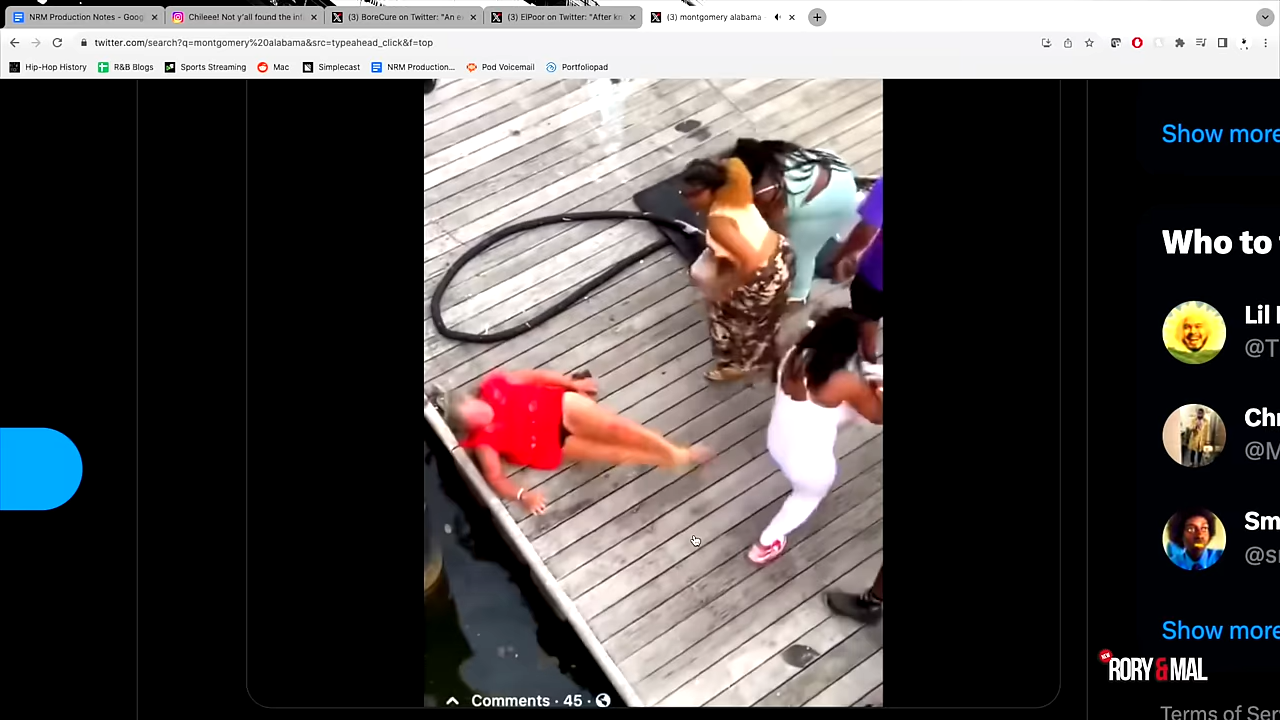 NRM Production Notes - Goog
Chileee! Not y'all found the inf
(3) BoreCure on Twitter: "An e
(3) ElPoor on Twitter: "After kn
(3) montgomery alabama -
twitter.com/search?q=montgomery%20alabama&src=typeahead_click&f=top
Hip-Hop History
R&B Blogs
Sports Streaming
Mac
Simplecast
NRM Production...
Pod Voicemail
Portfoliopad
Show more
Who to
Lil
@T
Chr
@M
Sm
@s
Show more
Comments · 45 ·
NEW
RORY & MAL
Terms of Ser